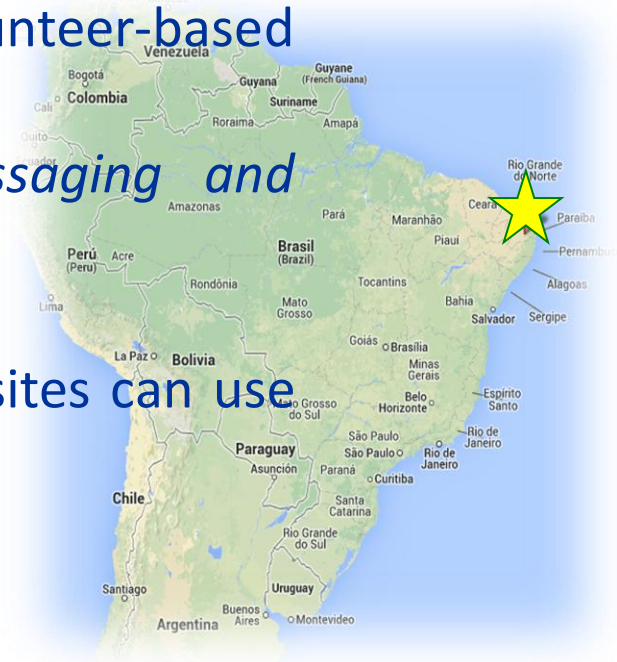 unteer-based
Venezuela
Bogotá
Colombia
Cali
Guyana
Guyane
(French Guiana)
Suriname
Roraima
Amapá
Quito
Ecuador
ssaging and
Rio Grande
do Norte
Amazonas
Pará
Maranhão
Ceará
Paraíba
Piauí
Pernambuc
Perú
(Peru)
Acre
Brasil
(Brazil)
Rondônia
Tocantins
Alagoas
Lima
Mato
Grosso
Bahia
Salvador
Sergipe
La Paz
Bolivia
Goiás
Brasília
Minas
Gerais
sites can use
Mato Grosso
do Sul
Belo
Horizonte
Espírito
Santo
São Paulo
São Paulo
Rio de
Janeiro
Rio de
Janeiro
Paraguay
Asunción
Paraná
Curitiba
Chile
Santa
Catarina
Rio Grande
do Sul
Santiago
Uruguay
Buenos
Aires
Montevideo
Argentina